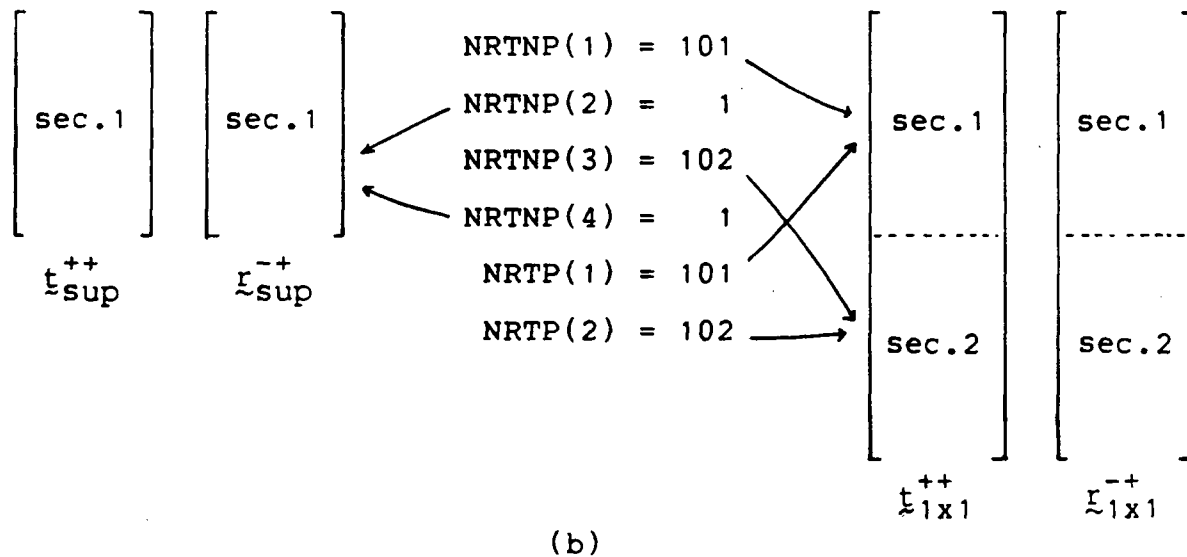 NRTNP(1) = 101
NRTNP(2) = 1
NRTNP(3) = 102
NRTNP(4) = 1
NRTP(1) = 101
NRTP(2) = 102
sec.1 sec.1
t++sup r-+sup
sec.1 sec.1
sec.2 sec.2
t++1x1 r-+1x1
(b)